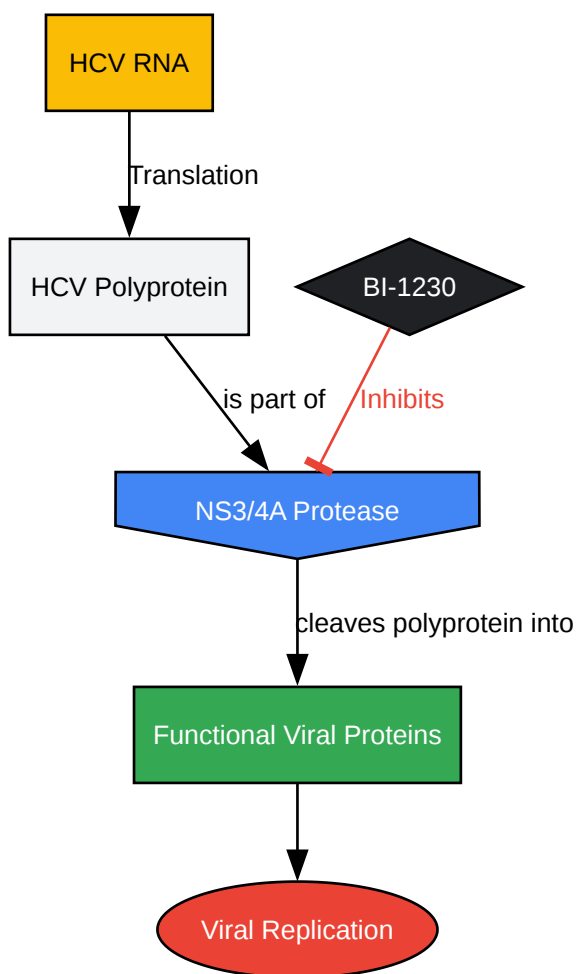 HCV RNA
Translation
HCV Polyprotein
BI-1230
is part of
Inhibits
NS3/4A Protease
cleaves polyprotein into
Functional Viral Proteins
Viral Replication